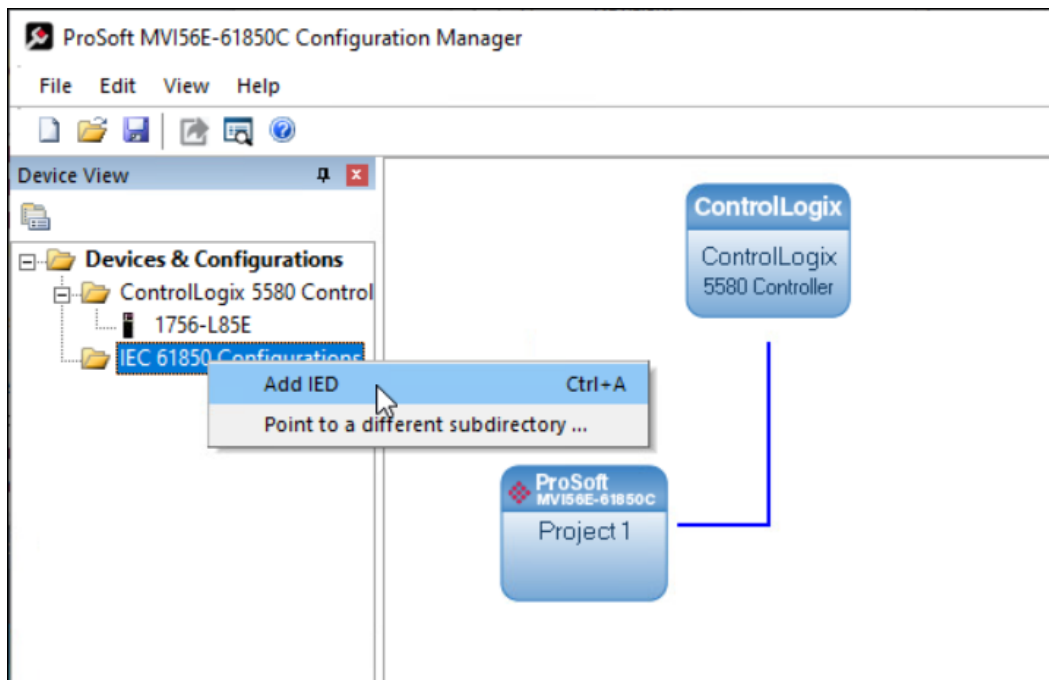 ProSoft MVI56E-61850C Configuration Manager
File Edit View Help
Device View
Devices & Configurations
ControlLogix 5580 Control
1756-L85E
IEC 61850 Configurations
Add IED Ctrl+A
Point to a different subdirectory ...
ControlLogix
ControlLogix
5580 Controller
ProSoft
MVI56E-61850C
Project 1